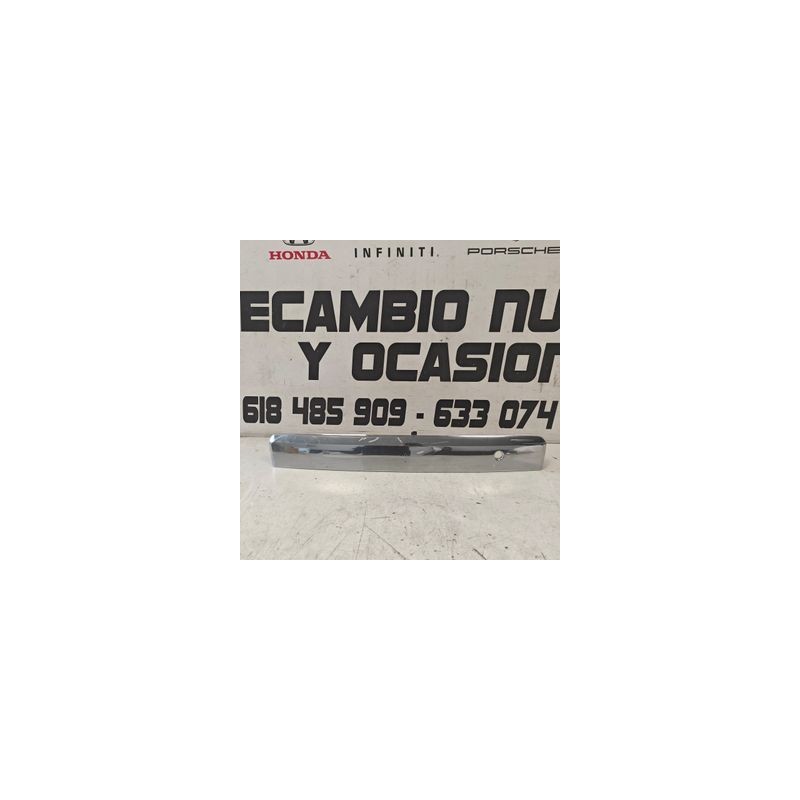 HONDA INFINITI. PORSCHE
ECAMBIO NU
Y OCASION
618 485 909 - 633 074